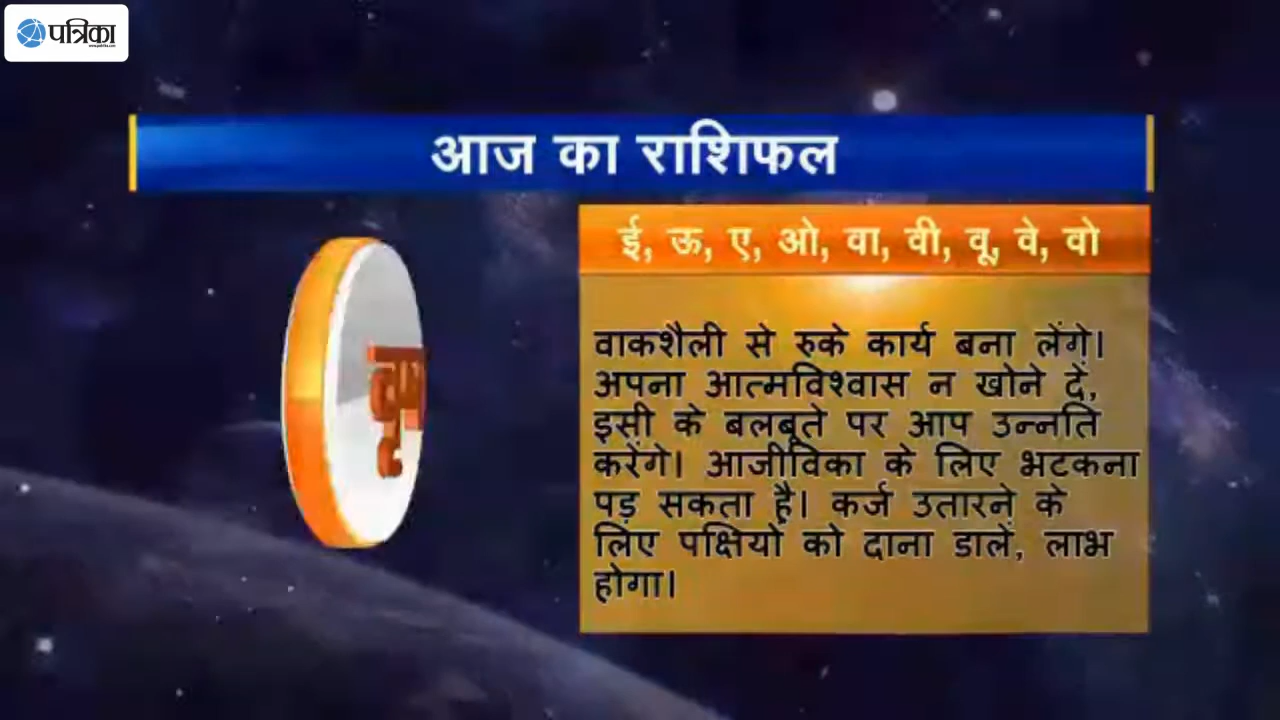 पत्रिका
आज का राशिफल
ई, ऊ, ए, ओ, वा, वी, वू, वे, वो
वाकशैली से रुके कार्य बना लेंगे।
अपना आत्मविश्वास न खोने दें,
इसी के बलबूते पर आप उन्नति
करेंगे। आजीविका के लिए भटकना
पड़ सकता है। कर्ज उतारने के
लिए पक्षियों को दाना डालें, लाभ
होगा।